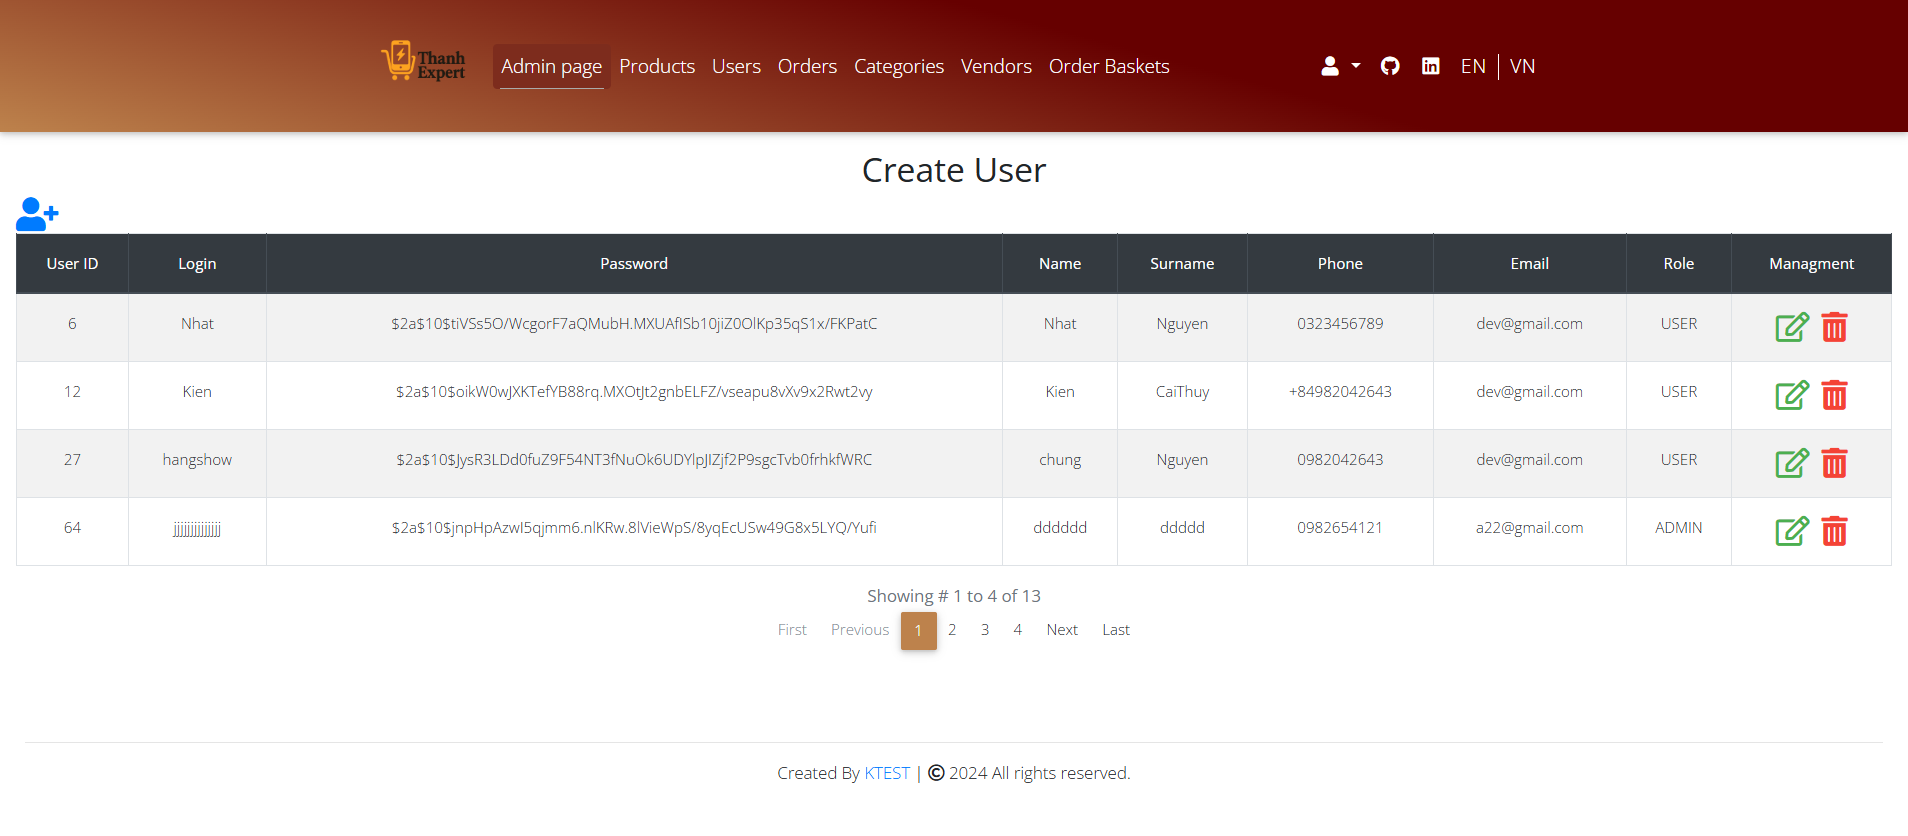 Thanh Expert Admin page Products Users Orders Categories Vendors Order Baskets EN VN
Create User
User ID Login Password Name Surname Phone Email Role Managment
6 Nhat $2a$10$tiVSs5O/WcgorF7aQMubH.MXUAflSb10jiZ0OlKp35qS1x/FKPatC Nhat Nguyen 0323456789 dev@gmail.com USER
12 Kien $2a$10$oikW0wJXKTefYB88rq.MXOtJt2gnbELFZ/vseapu8vXv9x2Rwt2vy Kien CaiThuy +84982042643 dev@gmail.com USER
27 hangshow $2a$10$JysR3LDd0fuZ9F54NT3fNuOk6UDYlpJIZjf2P9sgcTvb0frhkfWRC chung Nguyen 0982042643 dev@gmail.com USER
64 jjjjjjjjjjjjjj $2a$10$jnpHpAzwI5qjmm6.nlKRw.8lVieWpS/8yqEcUSw49G8x5LYQ/Yufi dddddd ddddd 0982654121 a22@gmail.com ADMIN
Showing # 1 to 4 of 13
First Previous 1 2 3 4 Next Last
Created By KTEST | © 2024 All rights reserved.